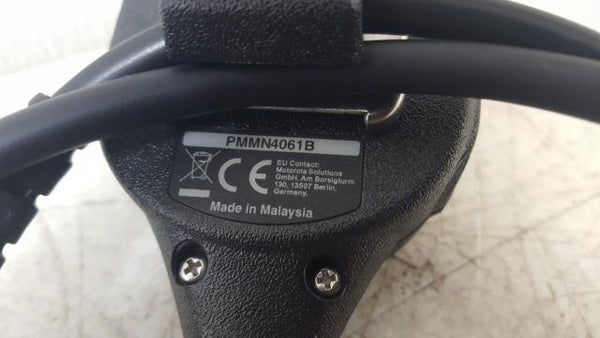 PMMN4061B
CE
EU Contact:
Motorola Solutions
GmbH, Am Borsigturm
130, 13507 Berlin,
Germany.
Made in Malaysia